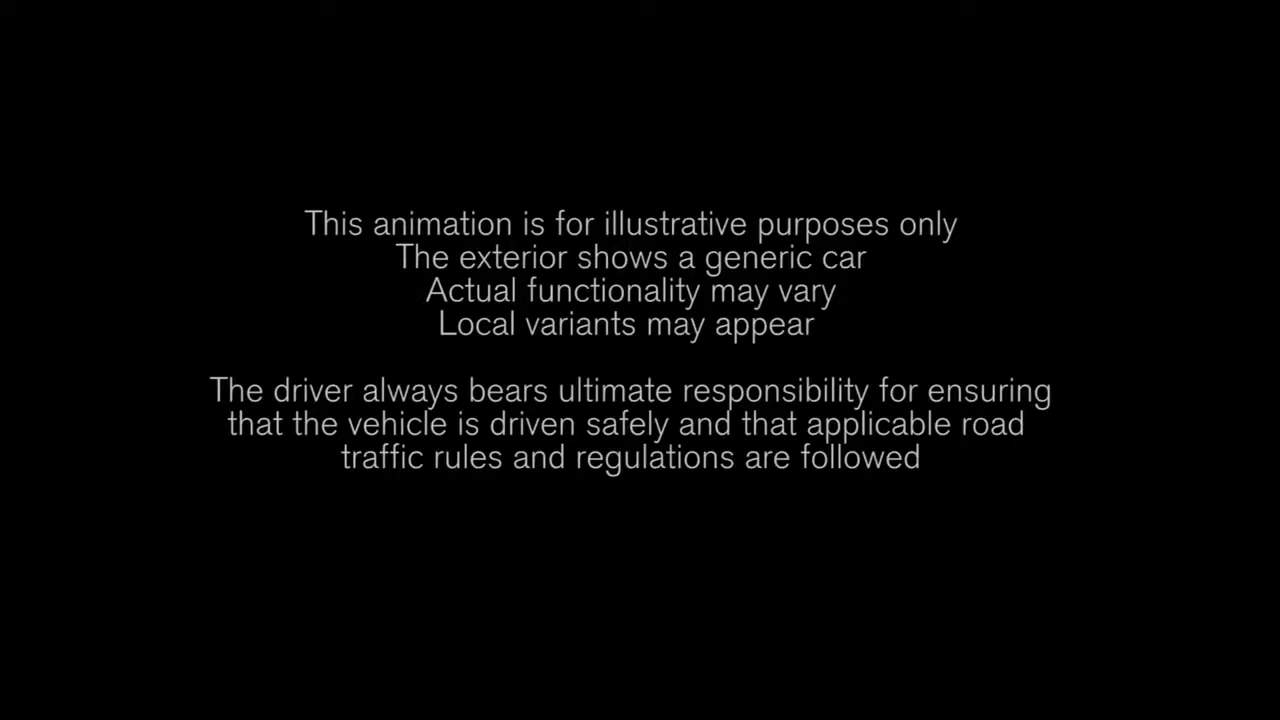 This animation is for illustrative purposes only
The exterior shows a generic car
Actual functionality may vary
Local variants may appear
The driver always bears ultimate responsibility for ensuring
that the vehicle is driven safely and that applicable road
traffic rules and regulations are followed